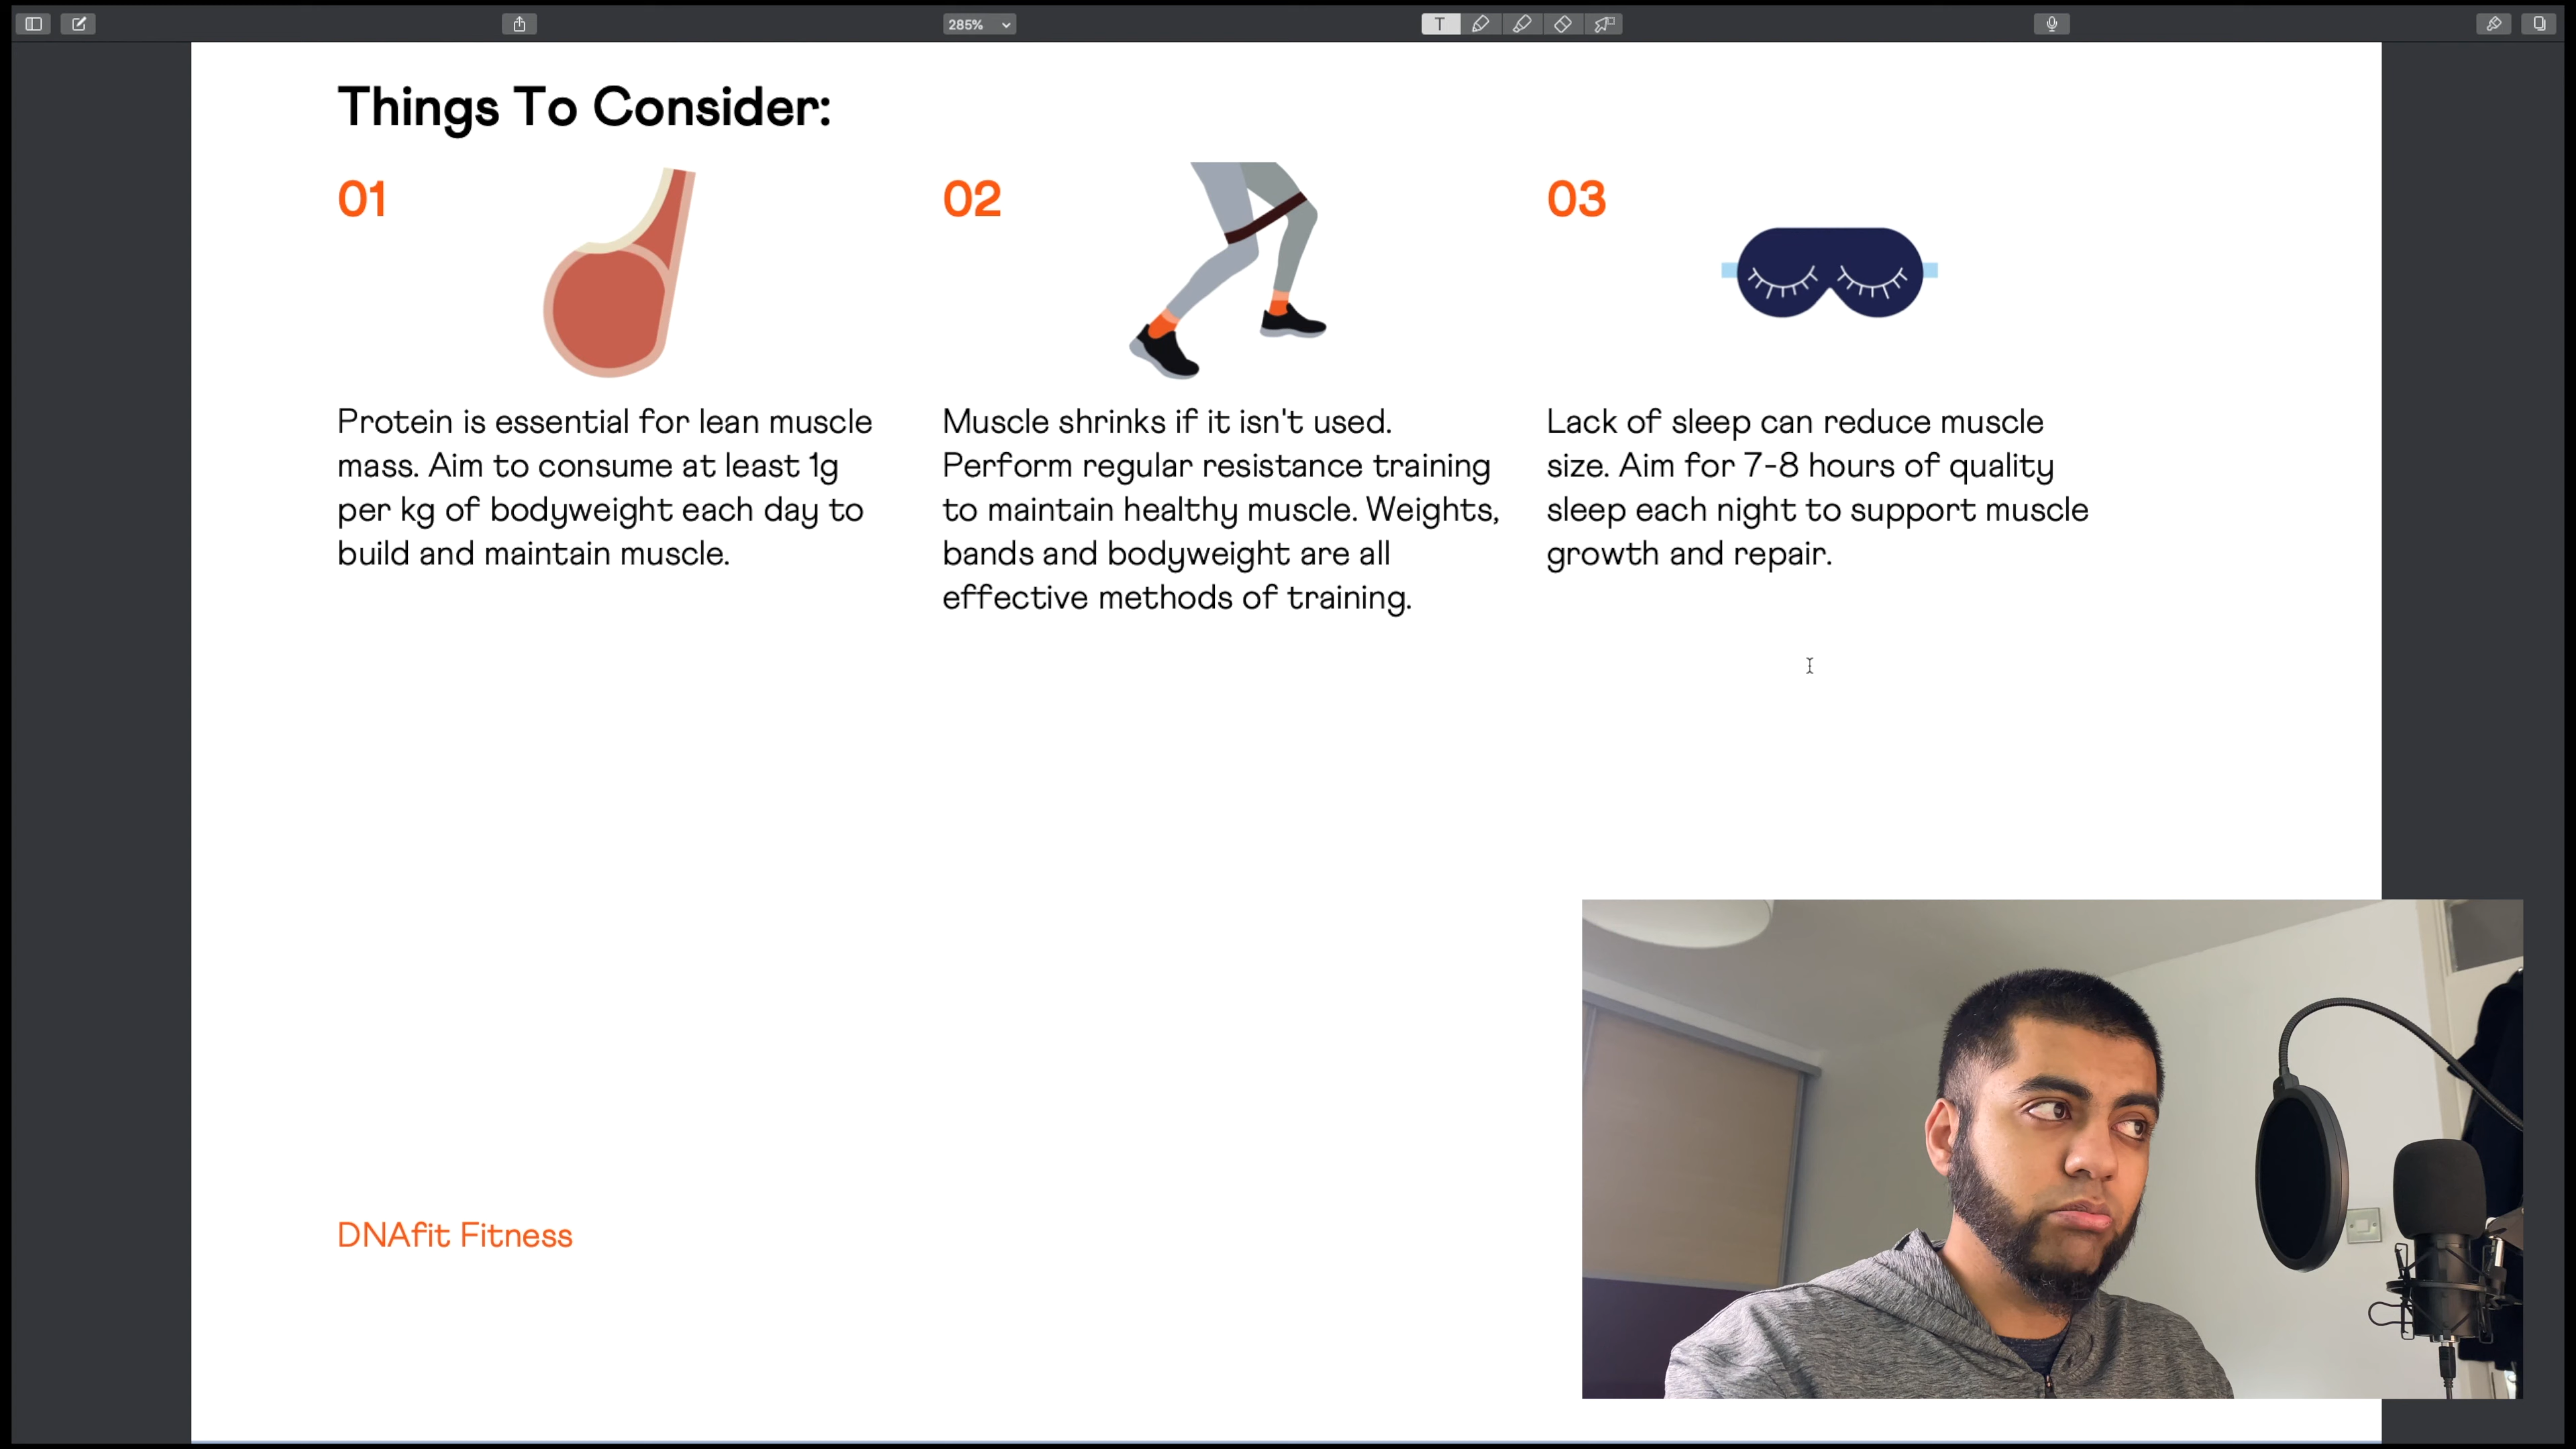 285%
T
Things To Consider:
01
Protein is essential for lean muscle
mass. Aim to consume at least 1g
per kg of bodyweight each day to
build and maintain muscle.
02
Muscle shrinks if it isn't used.
Perform regular resistance training
to maintain healthy muscle. Weights,
bands and bodyweight are all
effective methods of training.
03
Lack of sleep can reduce muscle
size. Aim for 7-8 hours of quality
sleep each night to support muscle
growth and repair.
DNAfit Fitness